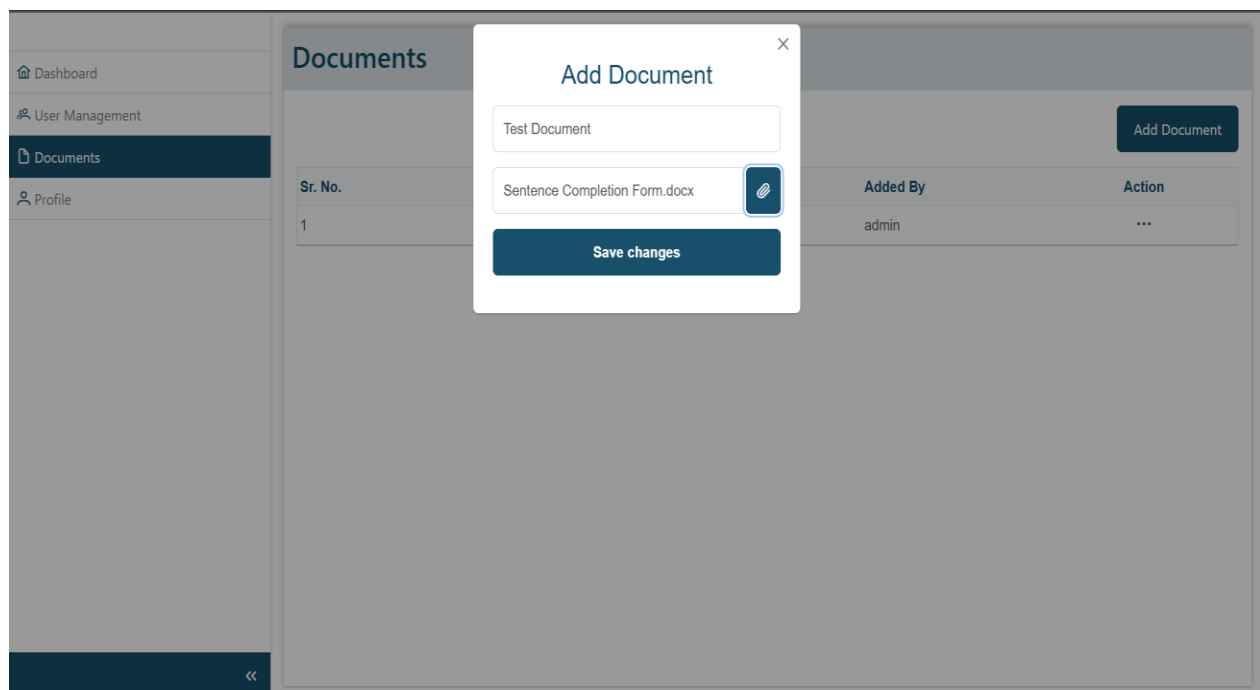 Dashboard
User Management
Documents
Profile
«
Documents
Add Document
Sr. No.
Added By
Action
1
admin
...
Add Document
Test Document
Sentence Completion Form.docx
Save changes